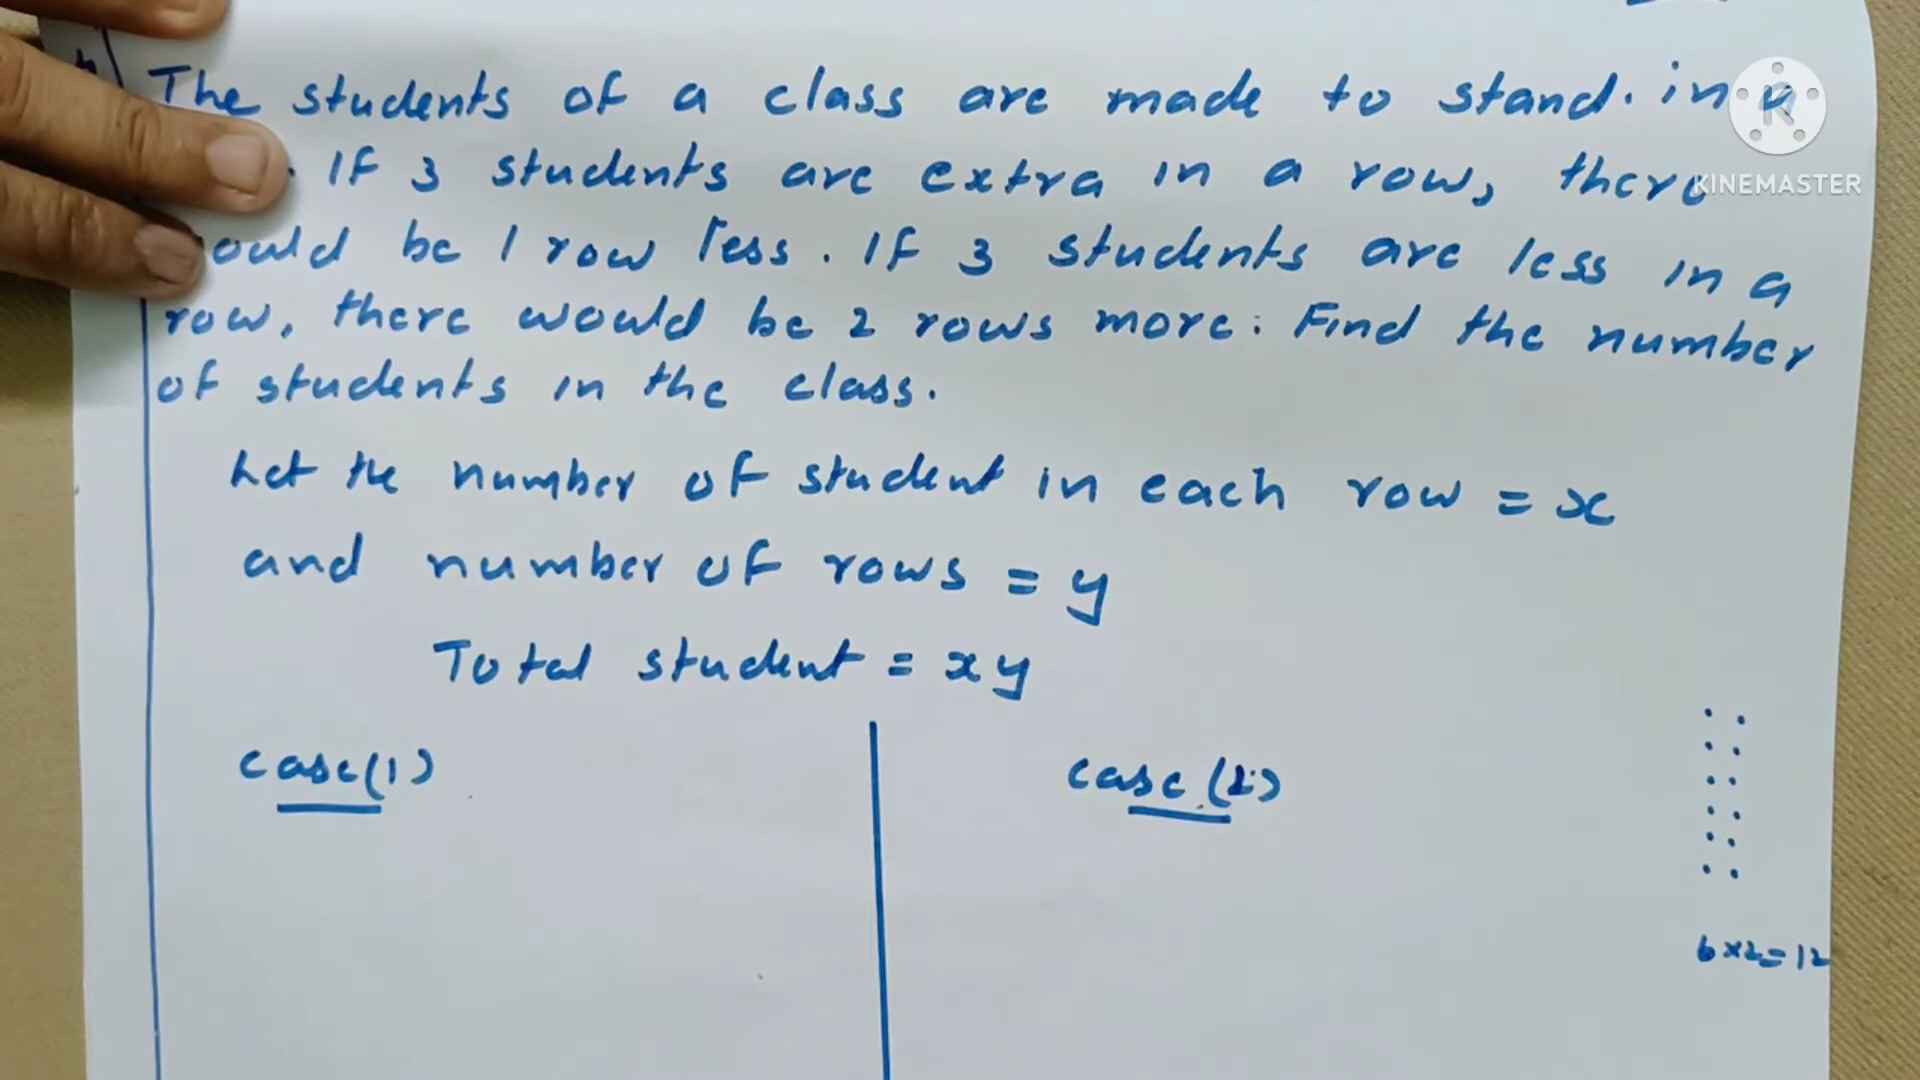 The students of a class are made to stand. in a
. If 3 students are extra in a row, there
ould be 1 row less. If 3 students are less in a
row, there would be 2 rows more. Find the number
of students in the class.
Let the number of student in each row = x
and number of rows = y
Total student = xy
case(1)
case (2)
6×2=12
KINEMASTER